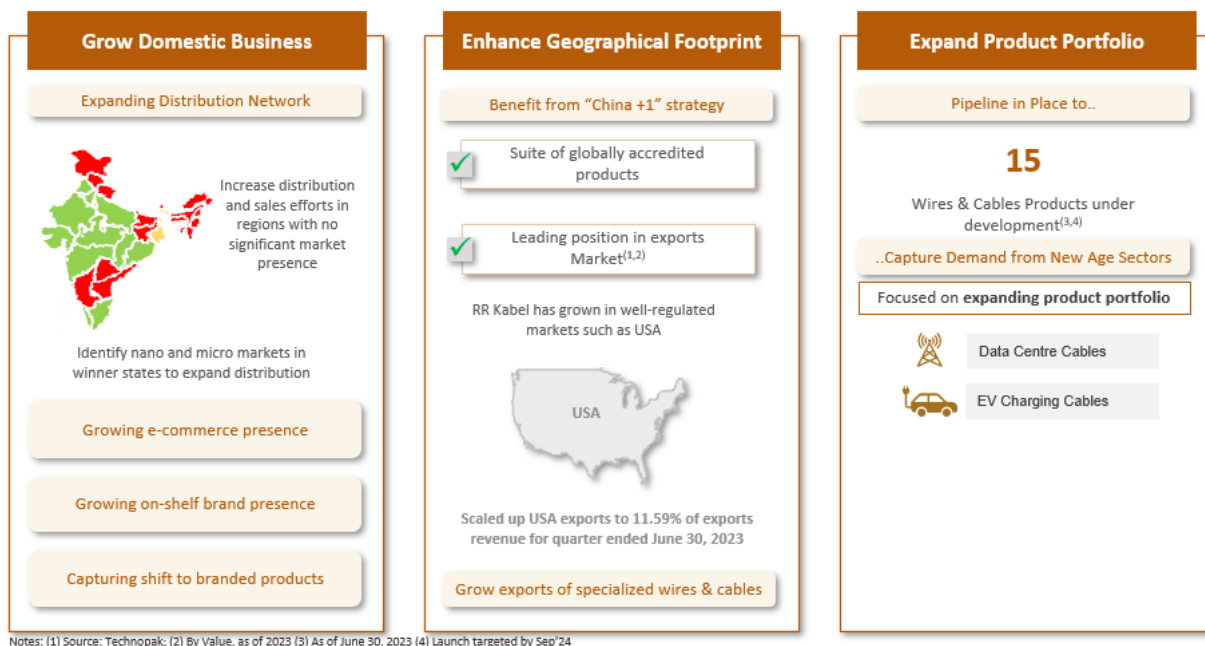 Grow Domestic Business
Expanding Distribution Network
Increase distribution
and sales efforts in
regions with no
significant market
presence
Identify nano and micro markets in
winner states to expand distribution
Growing e-commerce presence
Growing on-shelf brand presence
Capturing shift to branded products
Enhance Geographical Footprint
Benefit from “China +1” strategy
Suite of globally accredited
products
Leading position in exports
Market(1,2)
RR Kabel has grown in well-regulated
markets such as USA
USA
Scaled up USA exports to 11.59% of exports
revenue for quarter ended June 30, 2023
Grow exports of specialized wires & cables
Expand Product Portfolio
Pipeline in Place to..
15
Wires & Cables Products under
development(3,4)
..Capture Demand from New Age Sectors
Focused on expanding product portfolio
Data Centre Cables
EV Charging Cables
Notes: (1) Source: Technopak; (2) By Value, as of 2023 (3) As of June 30, 2023 (4) Launch targeted by Sep’24